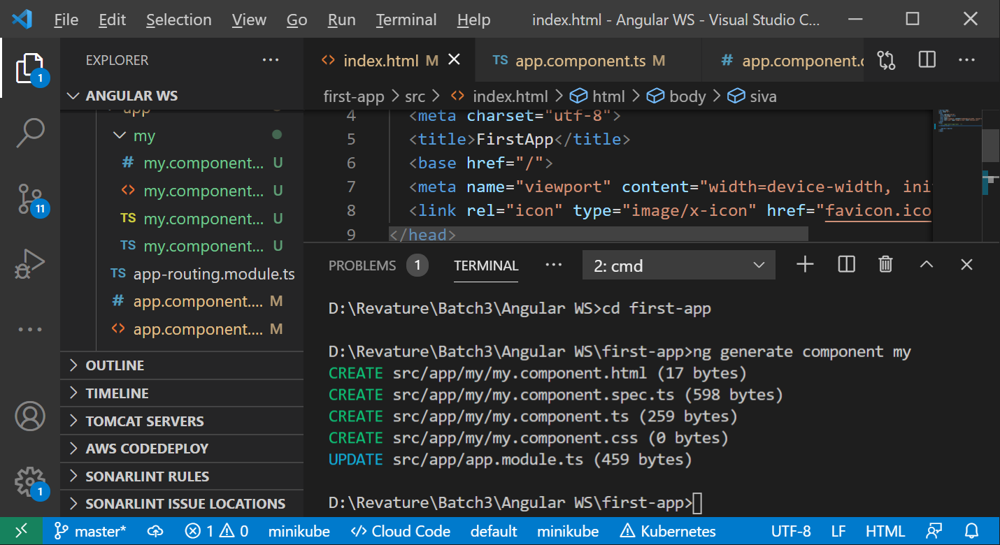 File Edit Selection View Go Run Terminal Help index.html - Angular WS - Visual Studio C...
EXPLORER ...
ANGULAR WS
app
my
# my.component... U
<> my.component... U
TS my.component... U
TS my.component... U
TS app-routing.module.ts
# app.component.... M
<> app.component.... M
OUTLINE
TIMELINE
TOMCAT SERVERS
AWS CODEDEPLOY
SONARLINT RULES
SONARLINT ISSUE LOCATIONS
1
11
1
<> index.html M TS app.component.ts M # app.component.c
first-app > src > <> index.html > html > body > siva
4 <meta charset="utf-8">
5 <title>FirstApp</title>
6 <base href="/">
7 <meta name="viewport" content="width=device-width, ini
8 <link rel="icon" type="image/x-icon" href="favicon.ico
9 </head>
PROBLEMS 1 TERMINAL ... 2: cmd
D:\Revature\Batch3\Angular WS>cd first-app
D:\Revature\Batch3\Angular WS\first-app>ng generate component my
CREATE src/app/my/my.component.html (17 bytes)
CREATE src/app/my/my.component.spec.ts (598 bytes)
CREATE src/app/my/my.component.ts (259 bytes)
CREATE src/app/my/my.component.css (0 bytes)
UPDATE src/app/app.module.ts (459 bytes)
D:\Revature\Batch3\Angular WS\first-app>
master* 1 0 minikube </> Cloud Code default minikube Kubernetes UTF-8 LF HTML